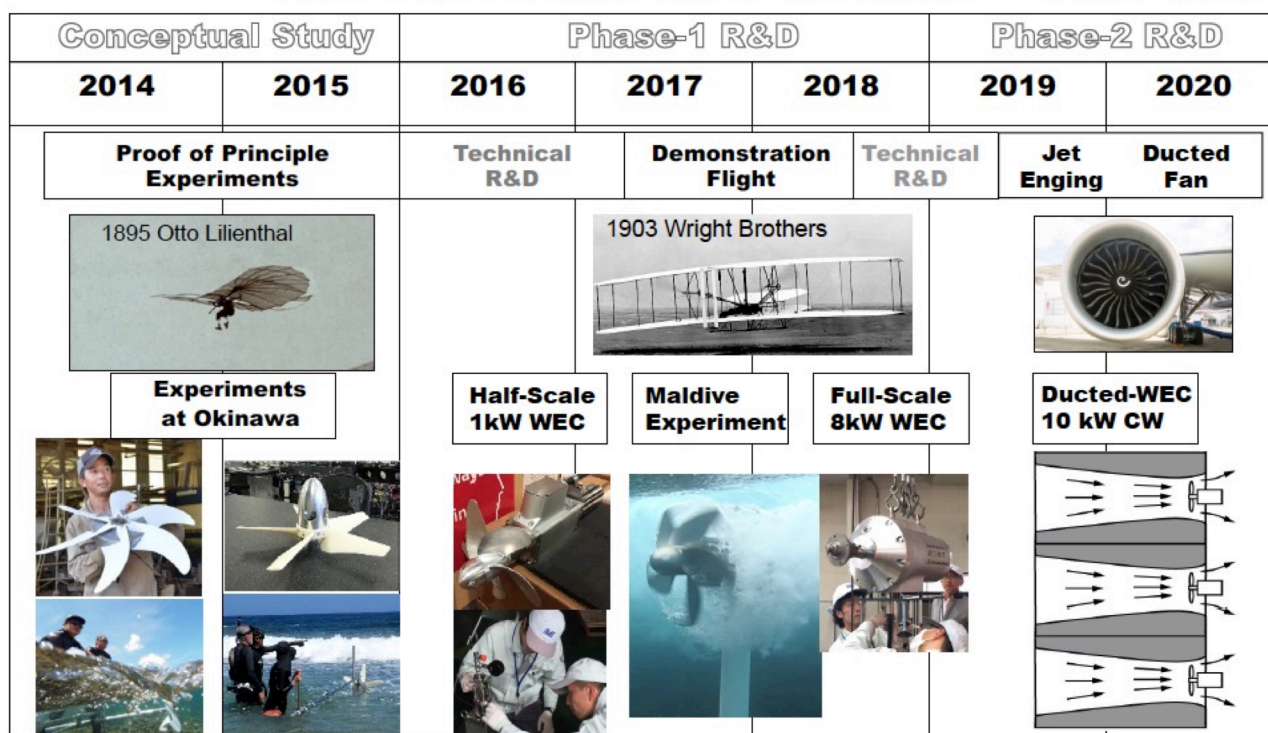 Conceptual Study
Phase-1 R&D
Phase-2 R&D
2014
2015
2016
2017
2018
2019
2020
Proof of Principle
Experiments
Technical
R&D
Demonstration
Flight
Technical
R&D
Jet
Enging
Ducted
Fan
1895 Otto Lilienthal
1903 Wright Brothers
Experiments
at Okinawa
Half-Scale
1kW WEC
Maldive
Experiment
Full-Scale
8kW WEC
Ducted-WEC
10 kW CW